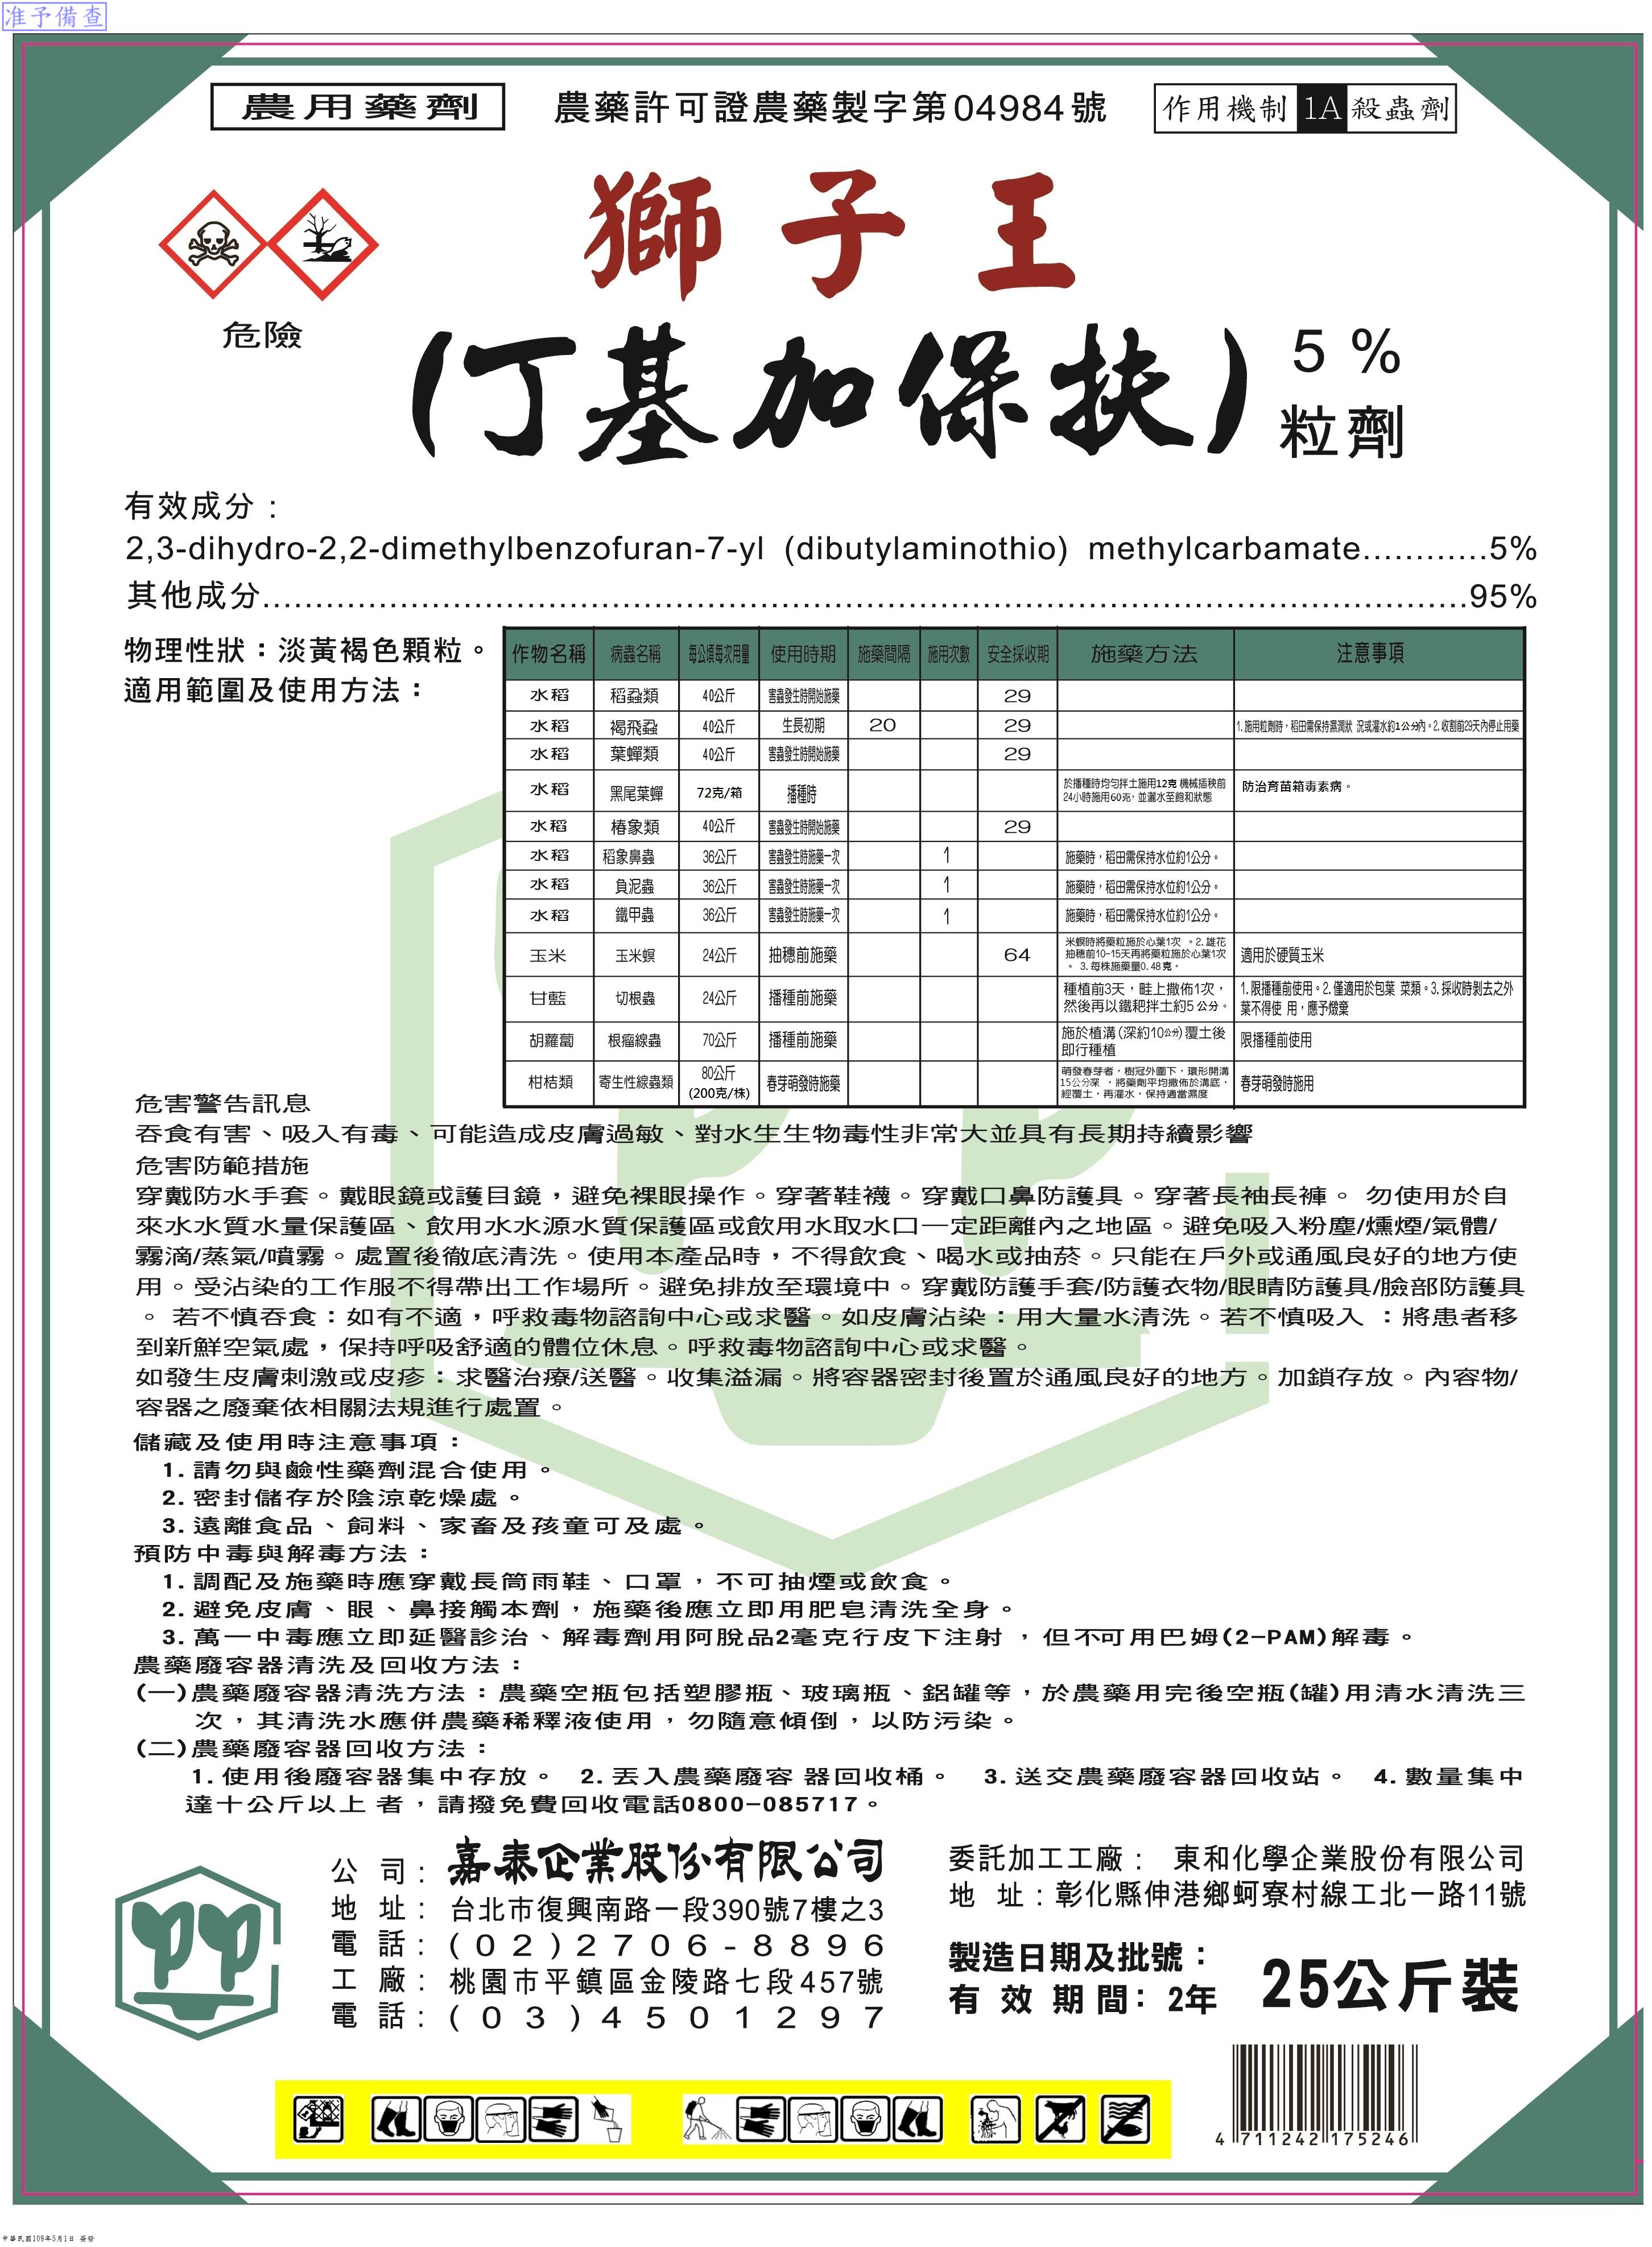 准予備查
農用藥劑
農藥許可證農藥製字第04984號
作用機制 1A 殺蟲劑
獅子王
危險
(丁基加保扶) 5%
粒劑
有效成分:
2,3-dihydro-2,2-dimethylbenzofuran-7-yl (dibutylaminothio) methylcarbamate............5%
其他成分....................95%
物理性狀：淡黃褐色顆粒。
適用範圍及使用方法：
作物名稱 病蟲名稱 每公頃每次用量 使用時期 施藥間隔 施用次數 安全採收期 施藥方法 注意事項
水稻 稻蝨類 40公斤 害蟲發生時開始施藥 29
水稻 褐飛蝨 40公斤 生長初期 20 29 1.施用粒劑時，稻田需保持濕潤狀 況或灌水約1公分內。2.收割前29天內停止用藥
水稻 葉蟬類 40公斤 害蟲發生時開始施藥 29
水稻 黑尾葉蟬 72克/箱 播種時 於播種時均勻拌土施用12克 機械插秧前24小時施用60克，並灑水至飽和狀態 防治育苗箱毒素病。
水稻 椿象類 40公斤 害蟲發生時開始施藥 29
水稻 稻象鼻蟲 36公斤 害蟲發生時施藥一次 1 施藥時，稻田需保持水位約1公分。
水稻 負泥蟲 36公斤 害蟲發生時施藥一次 1 施藥時，稻田需保持水位約1公分。
水稻 鐵甲蟲 36公斤 害蟲發生時施藥一次 1 施藥時，稻田需保持水位約1公分。
玉米 玉米螟 24公斤 抽穗前施藥 64 米螟時將藥粒施於心葉1次 。2.雄花抽穗前10-15天再將藥粒施於心葉1次。 3.每株施藥量0.48克。 適用於硬質玉米
甘藍 切根蟲 24公斤 播種前施藥 種植前3天，畦上撒佈1次，然後再以鐵耙拌土約5公分。 1.限播種前使用。2.僅適用於包葉 菜類。3.採收時剝去之外葉不得使 用，應予燬棄
胡蘿蔔 根瘤線蟲 70公斤 播種前施藥 施於植溝(深約10公分)覆土後即行種植 限播種前使用
柑桔類 寄生性線蟲類 80公斤(200克/株) 春芽萌發時施藥 萌發春芽者，樹冠外圍下，環形開溝15公分深 ，將藥劑平均撒佈於溝底，經覆土，再灌水，保持適當濕度 春芽萌發時施用
危害警告訊息
吞食有害、吸入有毒、可能造成皮膚過敏、對水生生物毒性非常大並具有長期持續影響
危害防範措施
穿戴防水手套。戴眼鏡或護目鏡，避免裸眼操作。穿著鞋襪。穿戴口鼻防護具。穿著長袖長褲。 勿使用於自
來水水質水量保護區、飲用水水源水質保護區或飲用水取水口一定距離內之地區。避免吸入粉塵/燻煙/氣體/
霧滴/蒸氣/噴霧。處置後徹底清洗。使用本產品時，不得飲食、喝水或抽菸。只能在戶外或通風良好的地方使
用。受沾染的工作服不得帶出工作場所。避免排放至環境中。穿戴防護手套/防護衣物/眼睛防護具/臉部防護具
。 若不慎吞食：如有不適，呼救毒物諮詢中心或求醫。如皮膚沾染：用大量水清洗。若不慎吸入 ：將患者移
到新鮮空氣處，保持呼吸舒適的體位休息。呼救毒物諮詢中心或求醫。
如發生皮膚刺激或皮疹：求醫治療/送醫。收集溢漏。將容器密封後置於通風良好的地方。加鎖存放。內容物/
容器之廢棄依相關法規進行處置。
儲藏及使用時注意事項：
1.請勿與鹼性藥劑混合使用。
2.密封儲存於陰涼乾燥處。
3.遠離食品、飼料、家畜及孩童可及處。
預防中毒與解毒方法：
1.調配及施藥時應穿戴長筒雨鞋、口罩，不可抽煙或飲食。
2.避免皮膚、眼、鼻接觸本劑，施藥後應立即用肥皂清洗全身。
3.萬一中毒應立即延醫診治、解毒劑用阿脫品2毫克行皮下注射 ，但不可用巴姆(2-PAM)解毒。
農藥廢容器清洗及回收方法：
(一)農藥廢容器清洗方法：農藥空瓶包括塑膠瓶、玻璃瓶、鋁罐等，於農藥用完後空瓶(罐)用清水清洗三
次，其清洗水應併農藥稀釋液使用，勿隨意傾倒，以防污染。
(二)農藥廢容器回收方法：
1.使用後廢容器集中存放。 2.丟入農藥廢容 器回收桶。 3.送交農藥廢容器回收站。 4.數量集中
達十公斤以上 者，請撥免費回收電話0800-085717。
公司：嘉泰企業股份有限公司
地址：台北市復興南路一段390號7樓之3
電話：(02)2706-8896
工廠：桃園市平鎮區金陵路七段457號
電話：(03)4501297
委託加工工廠： 東和化學企業股份有限公司
地 址：彰化縣伸港鄉蚵寮村線工北一路11號
製造日期及批號：
有效期間：2年
25公斤裝
4 711242 175246
中華民國109年5月1日 簽發